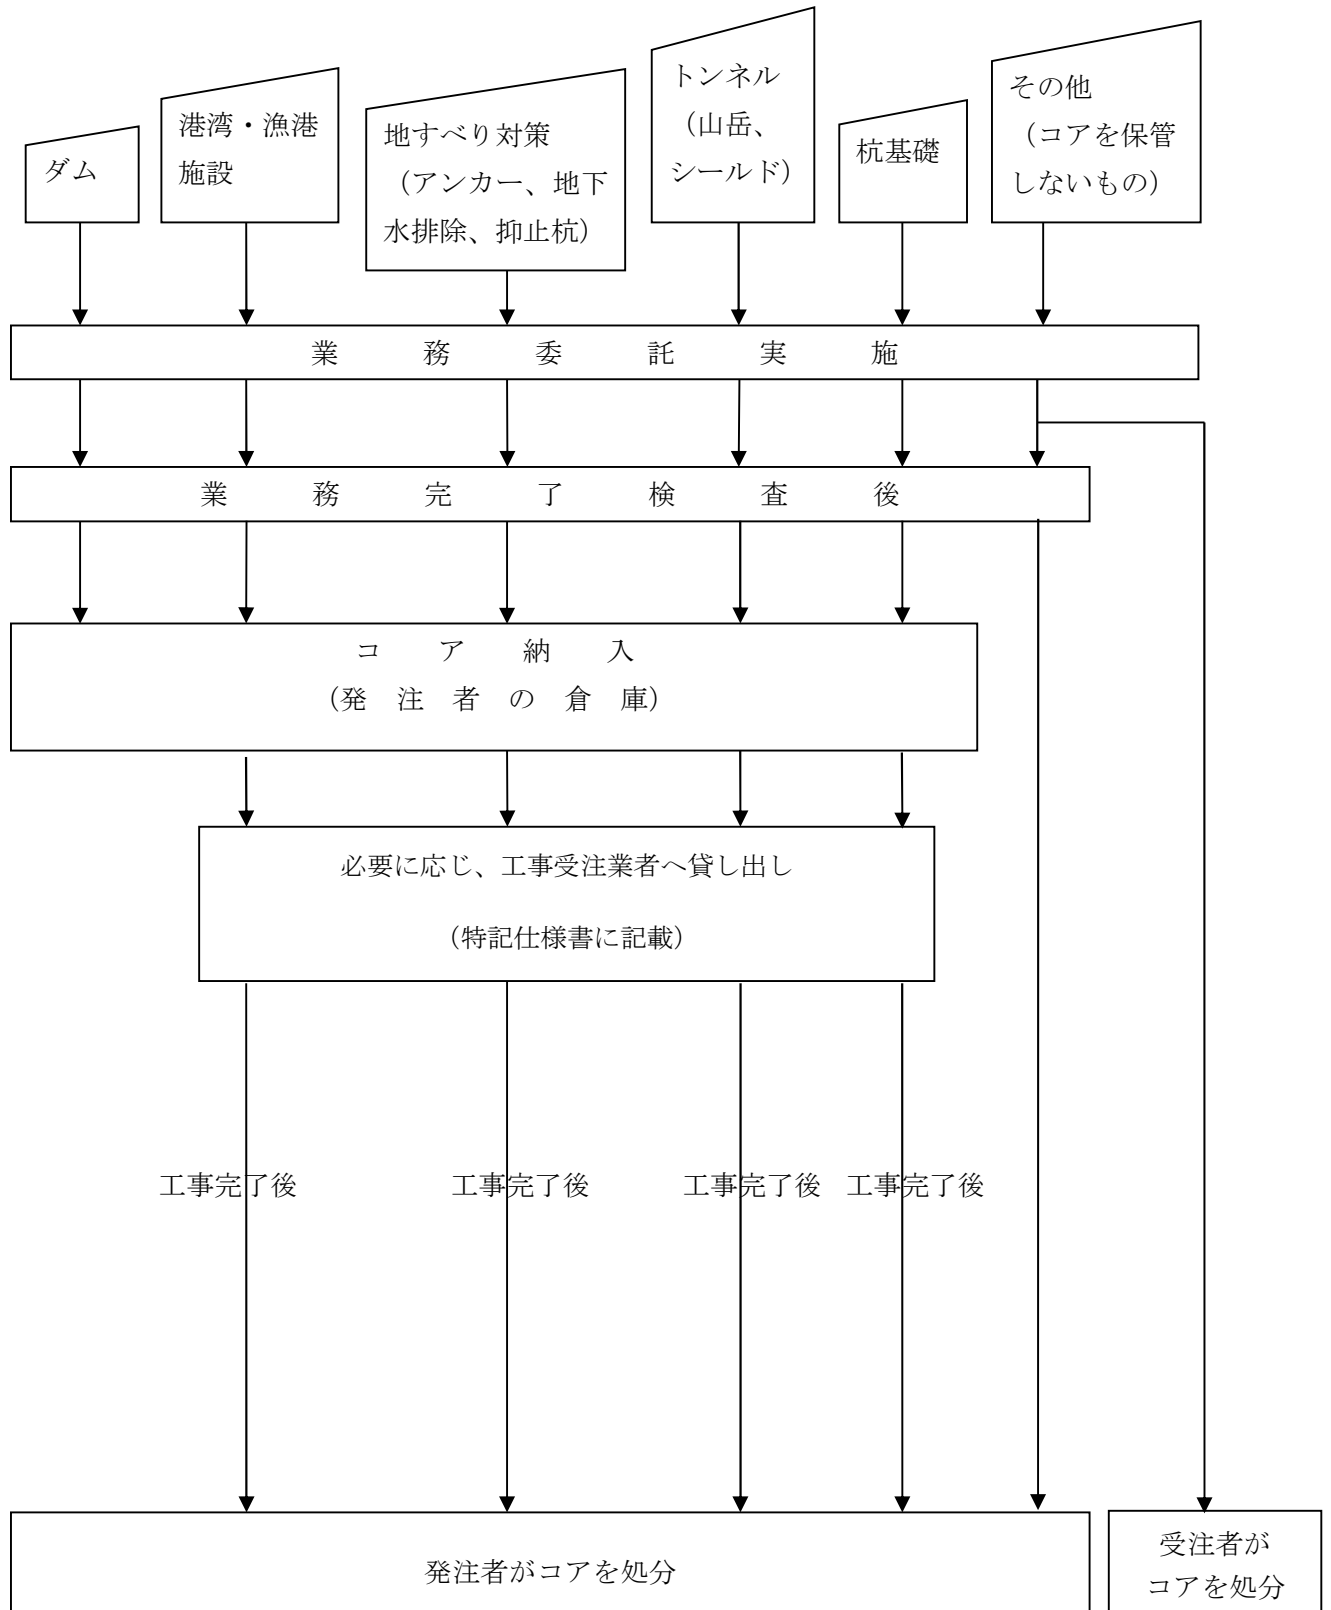 ダム
港湾・漁港
施設
地すべり対策
（アンカー、地下
水排除、抑止杭）
トンネル
（山岳、
シールド）
杭基礎
その他
（コアを保管
しないもの）
業務委託実施
業務完了検査後
コア納入
（発注者の倉庫）
必要に応じ、工事受注業者へ貸し出し
（特記仕様書に記載）
工事完了後
工事完了後
工事完了後
工事完了後
発注者がコアを処分
受注者が
コアを処分